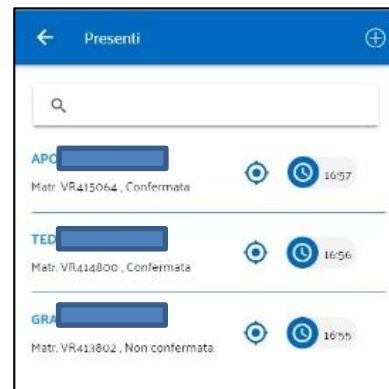 Presenti
APO
Matr. VR415064 , Confermata
16:57
TED
Matr. VR414800 , Confermata
16:56
GRA
Matr. VR413802 , Non confermata
16:55